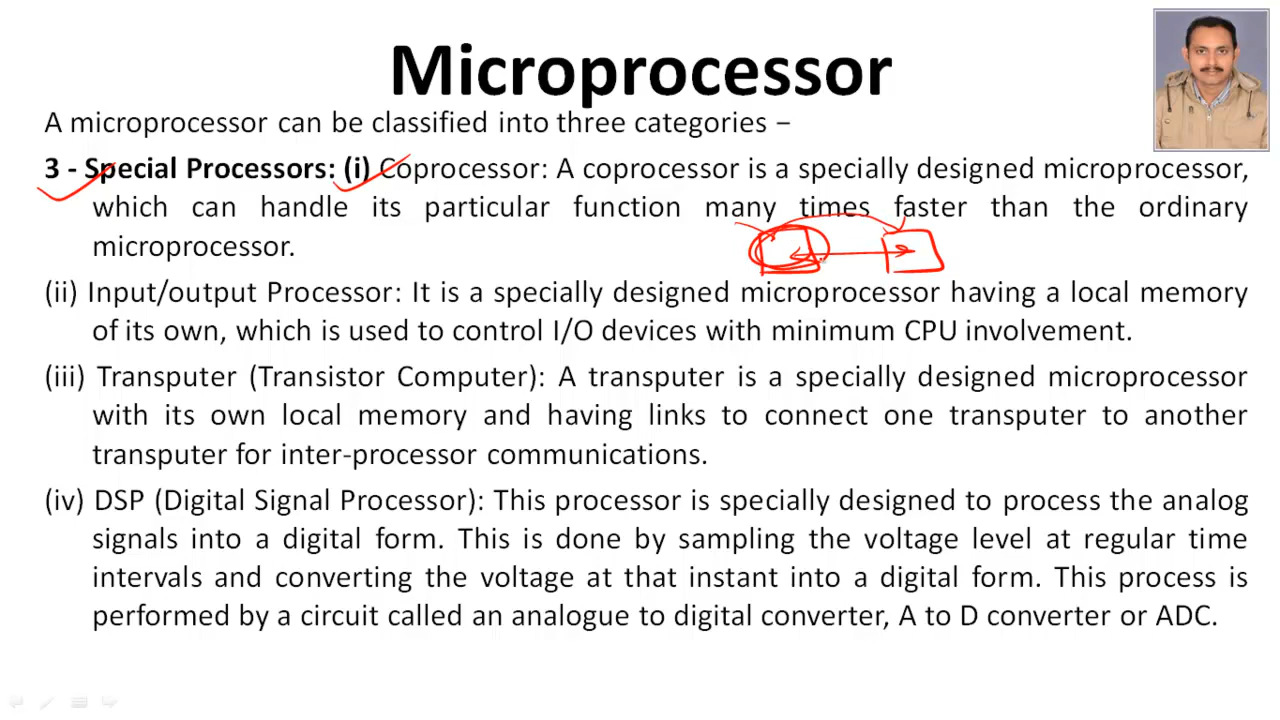 Microprocessor
A microprocessor can be classified into three categories −
3 - Special Processors: (i) Coprocessor: A coprocessor is a specially designed microprocessor,
which can handle its particular function many times faster than the ordinary
microprocessor.
(ii) Input/output Processor: It is a specially designed microprocessor having a local memory
of its own, which is used to control I/O devices with minimum CPU involvement.
(iii) Transputer (Transistor Computer): A transputer is a specially designed microprocessor
with its own local memory and having links to connect one transputer to another
transputer for inter-processor communications.
(iv) DSP (Digital Signal Processor): This processor is specially designed to process the analog
signals into a digital form. This is done by sampling the voltage level at regular time
intervals and converting the voltage at that instant into a digital form. This process is
performed by a circuit called an analogue to digital converter, A to D converter or ADC.